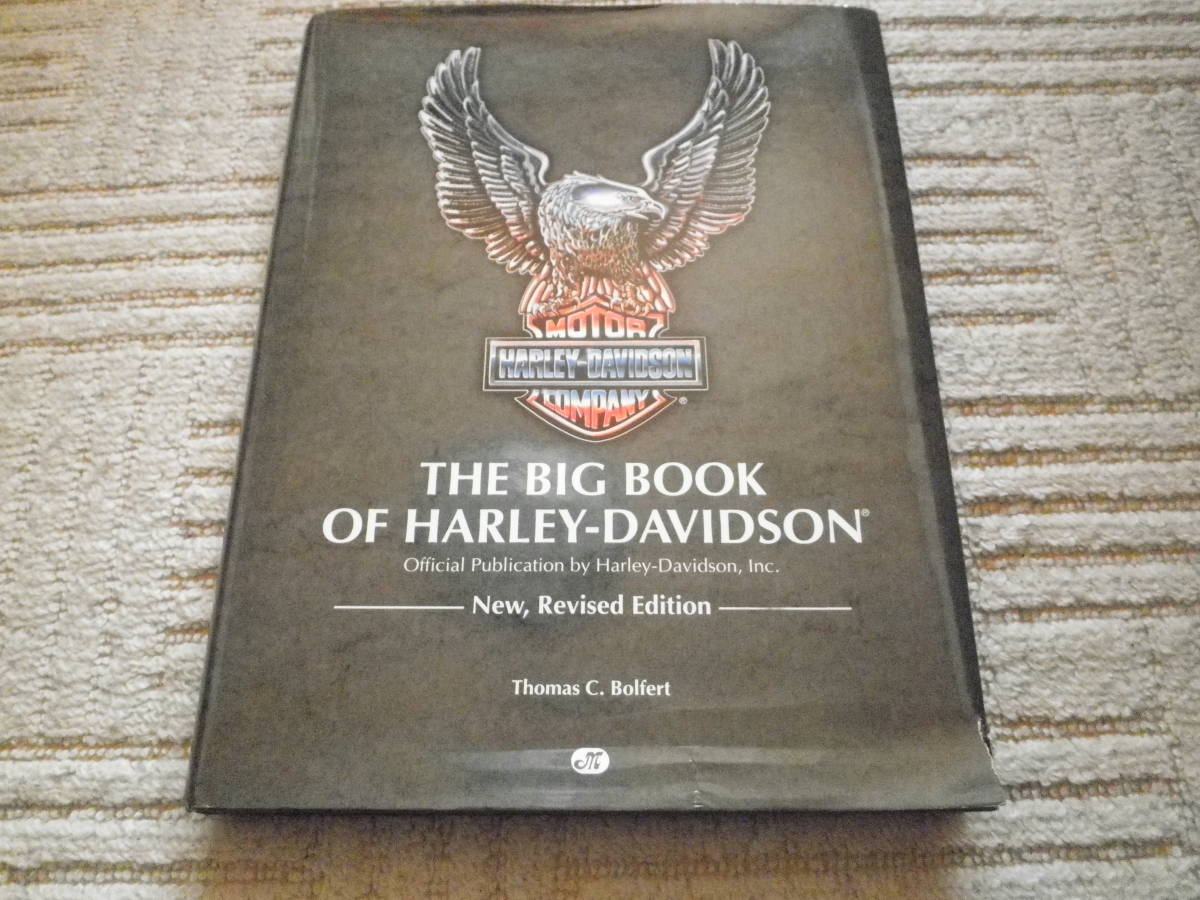 MOTOR
HARLEY-DAVIDSON
COMPANY ®
THE BIG BOOK
OF HARLEY-DAVIDSON®
Official Publication by Harley-Davidson, Inc.
New, Revised Edition
Thomas C. Bolfert
M